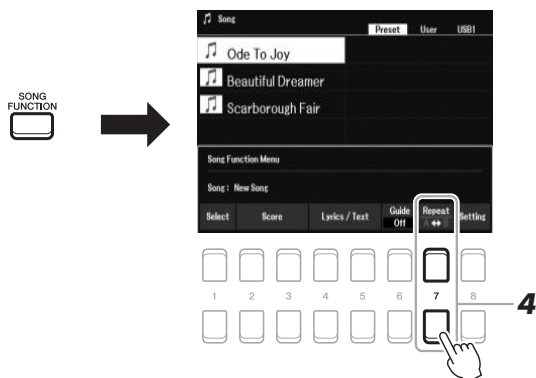 Song
Preset User USB1
Ode To Joy
Beautiful Dreamer
Scarborough Fair
SONG
FUNCTION
Song Function Menu
Song : New Song
Select Score Lyrics / Text Guide Off Repeat A ↔ B Setting
1 2 3 4 5 6 7 8
4